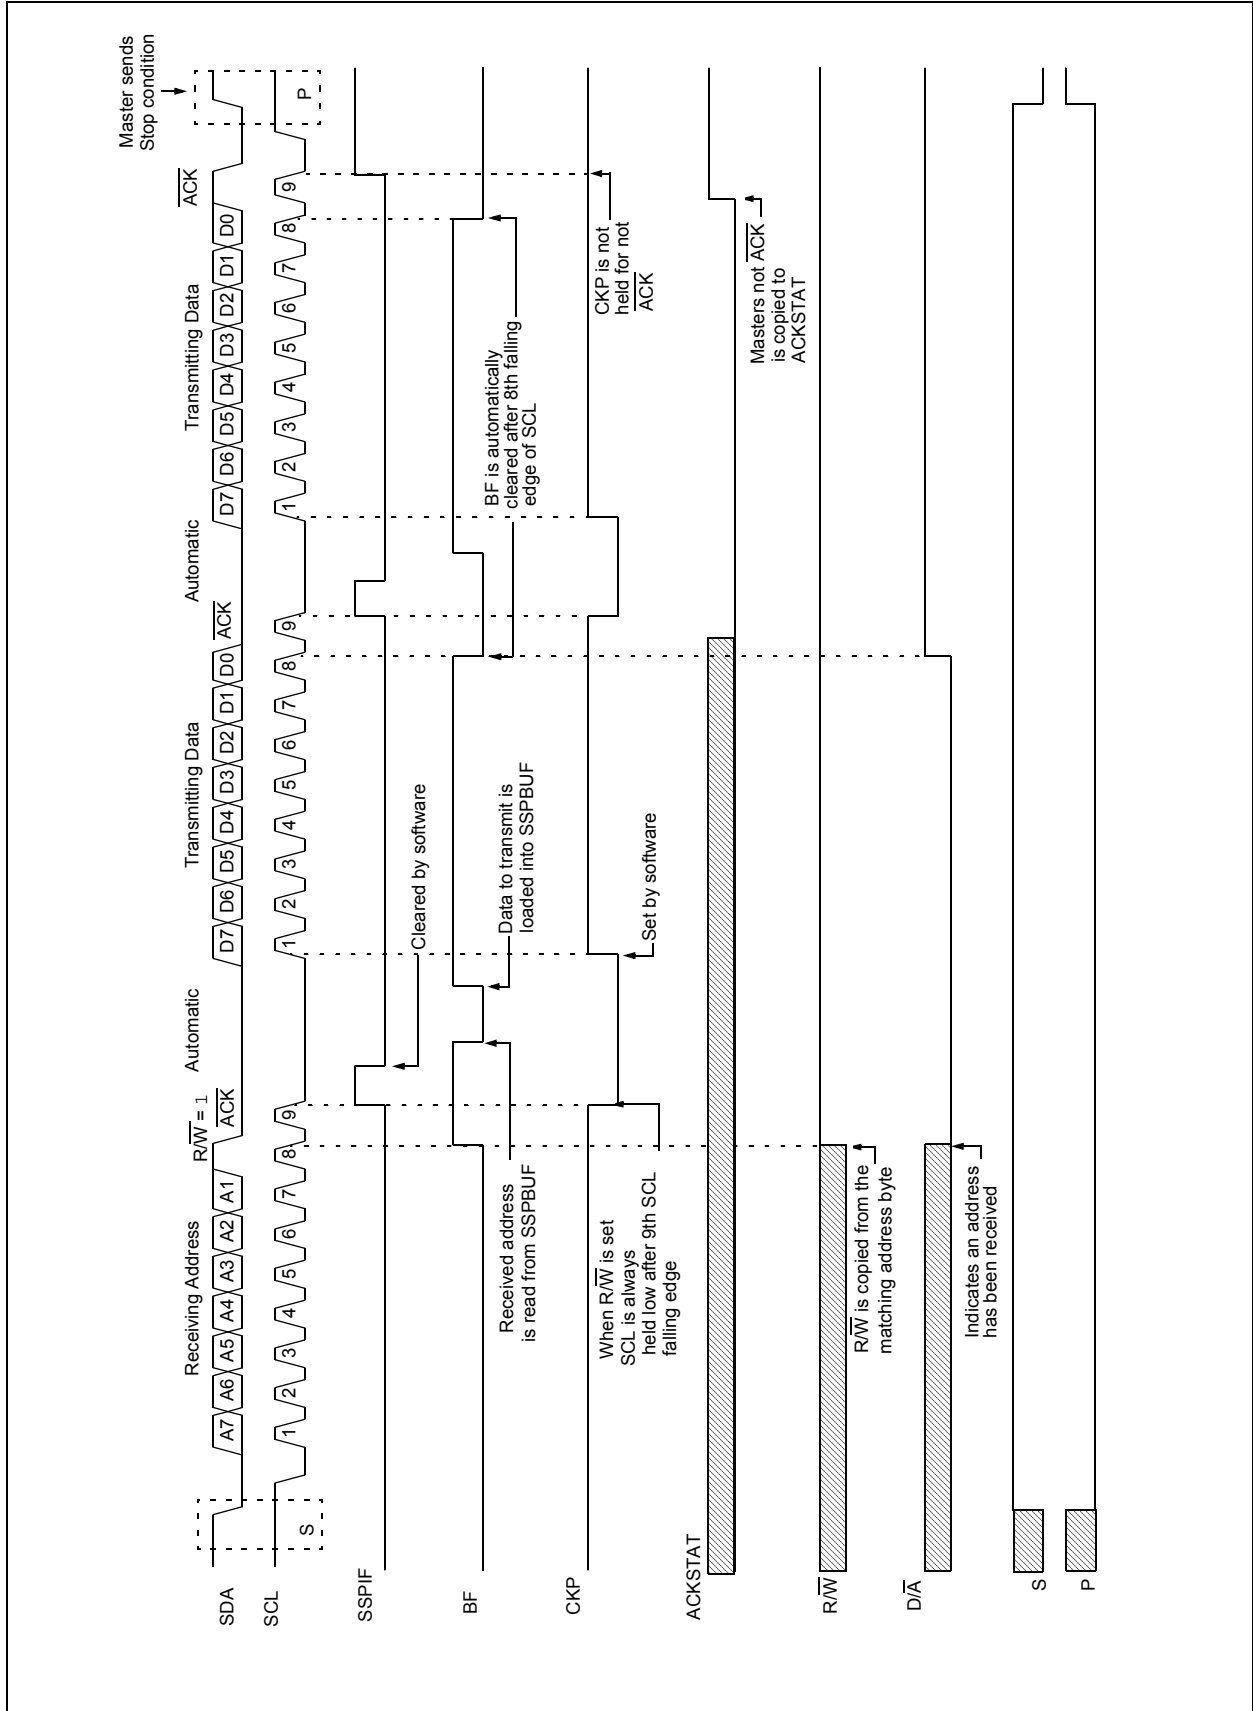 Master sends
Stop condition
Receiving Address
R/W = 1
ACK
Automatic
Transmitting Data
ACK
Automatic
Transmitting Data
ACK
SDA
A7 A6 A5 A4 A3 A2 A1
D7 D6 D5 D4 D3 D2 D1 D0
D7 D6 D5 D4 D3 D2 D1 D0
SCL
S
1 2 3 4 5 6 7 8 9
1 2 3 4 5 6 7 8 9
1 2 3 4 5 6 7 8 9
P
SSPIF
Cleared by software
BF
Received address
is read from SSPBUF
Data to transmit is
loaded into SSPBUF
BF is automatically
cleared after 8th falling
edge of SCL
CKP
When R/W is set
SCL is always
held low after 9th SCL
falling edge
Set by software
CKP is not
held for not
ACK
ACKSTAT
Masters not ACK
is copied to
ACKSTAT
R/W
R/W is copied from the
matching address byte
D/A
Indicates an address
has been received
S
P